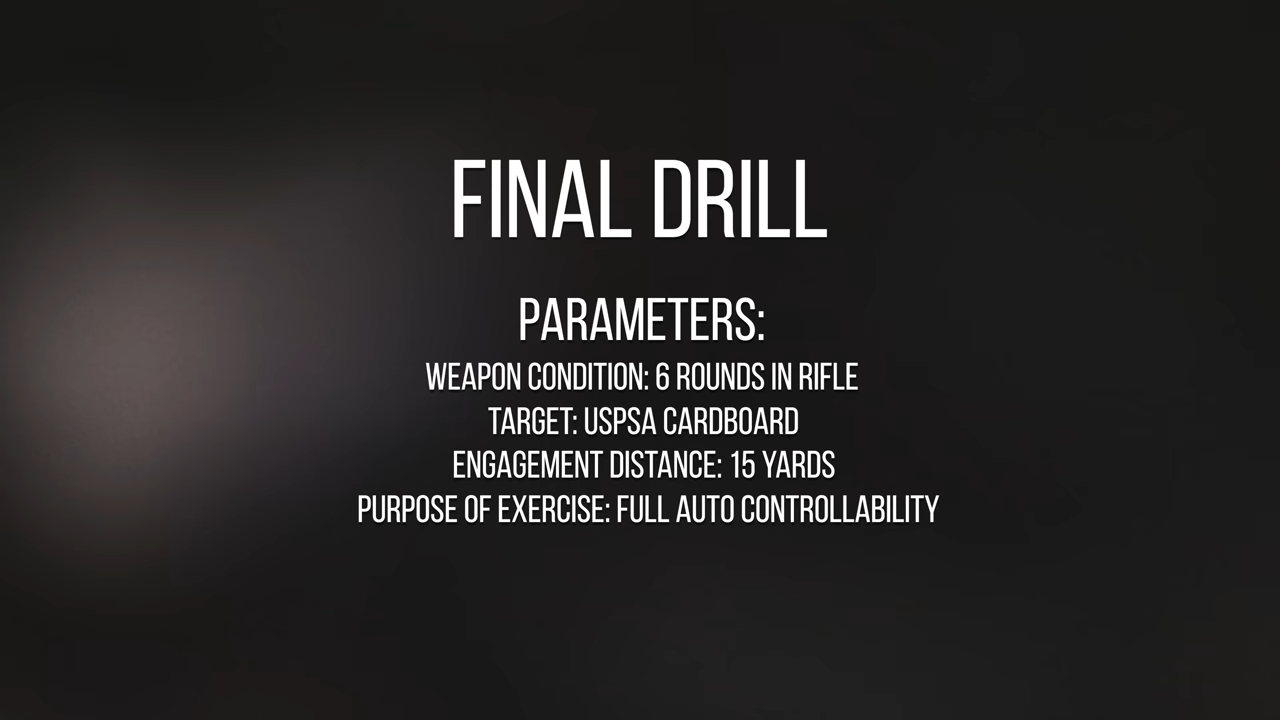 FINAL DRILL
PARAMETERS:
WEAPON CONDITION: 6 ROUNDS IN RIFLE
TARGET: USPSA CARDBOARD
ENGAGEMENT DISTANCE: 15 YARDS
PURPOSE OF EXERCISE: FULL AUTO CONTROLLABILITY